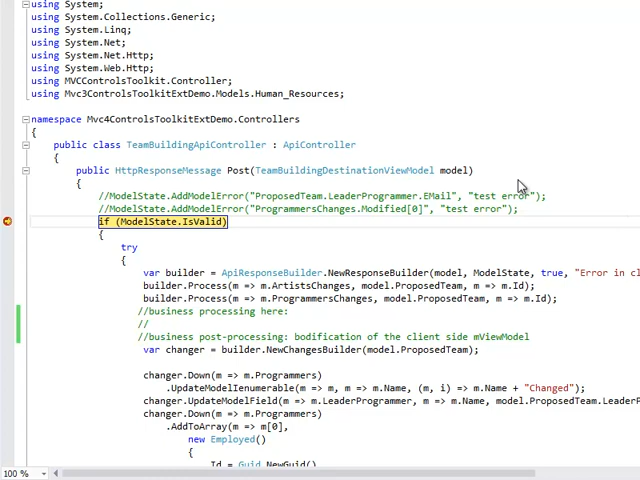 using System;
using System.Collections.Generic;
using System.Linq;
using System.Net;
using System.Net.Http;
using System.Web.Http;
using MVCControlsToolkit.Controller;
using Mvc3ControlsToolkitExtDemo.Models.Human_Resources;
namespace Mvc4ControlsToolkitExtDemo.Controllers
{
public class TeamBuildingApiController : ApiController
{
public HttpResponseMessage Post(TeamBuildingDestinationViewModel model)
{
//ModelState.AddModelError("ProposedTeam.LeaderProgrammer.EMail", "test error");
//ModelState.AddModelError("ProgrammersChanges.Modified[0]", "test error");
if (ModelState.IsValid)
{
try
{
var builder = ApiResponseBuilder.NewResponseBuilder(model, ModelState, true, "Error in cl
builder.Process(m => m.ArtistsChanges, model.ProposedTeam, m => m.Id);
builder.Process(m => m.ProgrammersChanges, model.ProposedTeam, m => m.Id);
//business processing here:
//
//business post-processing: bodification of the client side mViewModel
var changer = builder.NewChangesBuilder(model.ProposedTeam);
changer.Down(m => m.Programmers)
.UpdateModelIenumerable(m => m, m => m.Name, (m, i) => m.Name + "Changed");
changer.UpdateModelField(m => m.LeaderProgrammer, m => m.Name, model.ProposedTeam.LeaderP
changer.Down(m => m.Programmers)
.AddToArray(m => m[0],
new Employed()
{
Id = Guid.NewGuid()
100 %